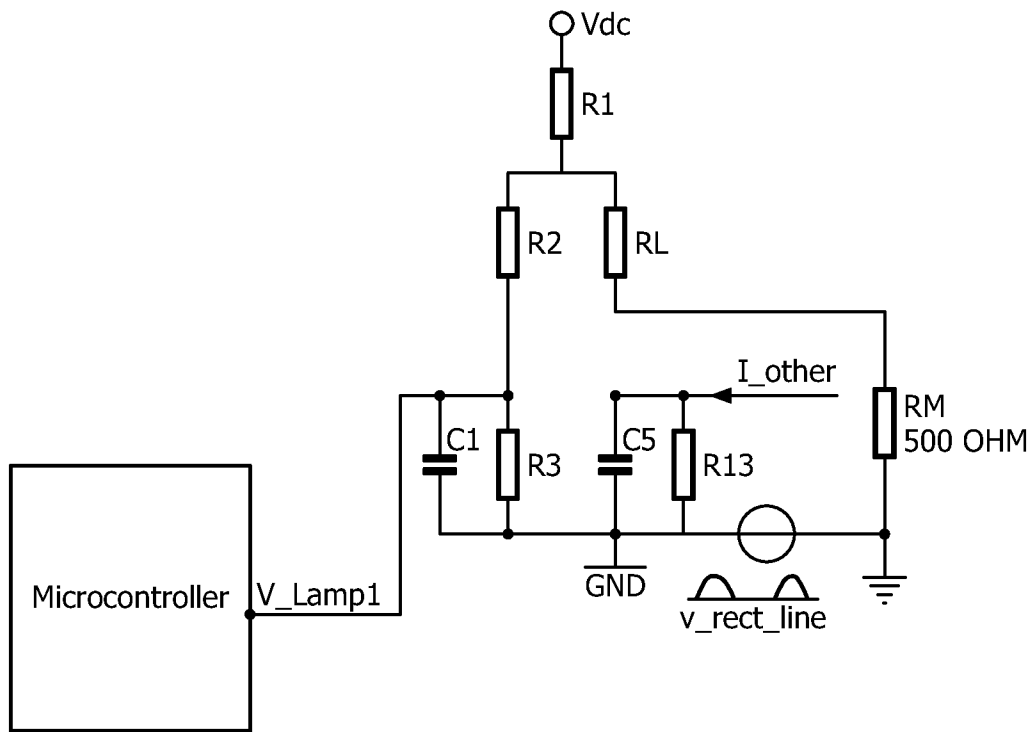 Vdc
R1
R2
RL
I_other
RM
500 OHM
C1
R3
C5
R13
Microcontroller
V_Lamp1
GND
v_rect_line